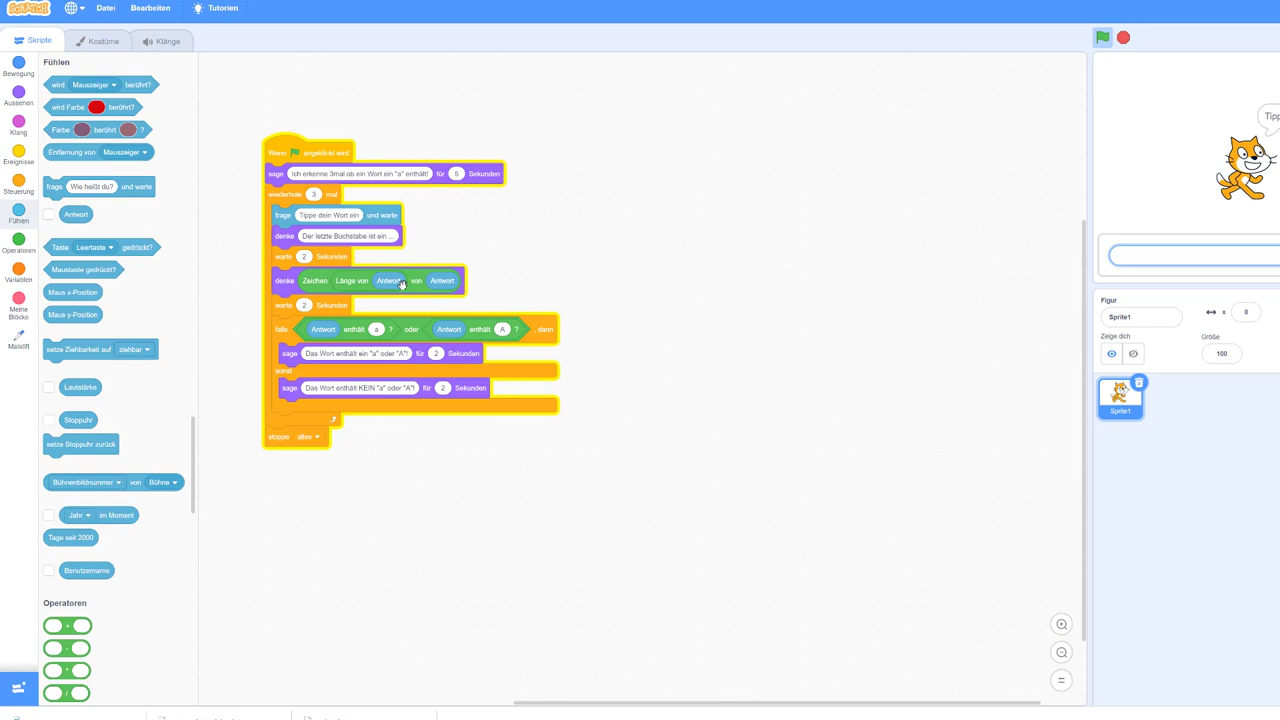 SCRATCH Datei Bearbeiten Tutorien
Skripte Kostüme Klänge
Bewegung
Aussehen
Klang
Ereignisse
Steuerung
Fühlen
Operatoren
Variablen
Meine Blöcke
Malstift
Fühlen
wird Mauszeiger berührt?
wird Farbe berührt?
Farbe berührt ?
Entfernung von Mauszeiger
frage Wie heißt du? und warte
Antwort
Taste Leertaste gedrückt?
Maustaste gedrückt?
Maus x-Position
Maus y-Position
setze Ziehbarkeit auf ziehbar
Lautstärke
Stoppuhr
setze Stoppuhr zurück
Bühnenbildnummer von Bühne
Jahr im Moment
Tage seit 2000
Benutzername
Operatoren
+
-
*
/
Wenn angeklickt wird
sage Ich erkenne 3mal ob ein Wort ein "a" enthält! für 5 Sekunden
wiederhole 3 mal
frage Tippe dein Wort ein und warte
denke Der letzte Buchstabe ist ein ...
warte 2 Sekunden
denke Zeichen Länge von Antwort von Antwort
warte 2 Sekunden
falls Antwort enthält a ? oder Antwort enthält A ? , dann
sage Das Wort enthält ein "a" oder "A"! für 2 Sekunden
sonst
sage Das Wort enthält KEIN "a" oder "A"! für 2 Sekunden
stoppe alles
Tipp
Figur
Sprite1 x 0
Zeige dich Größe
100
Sprite1